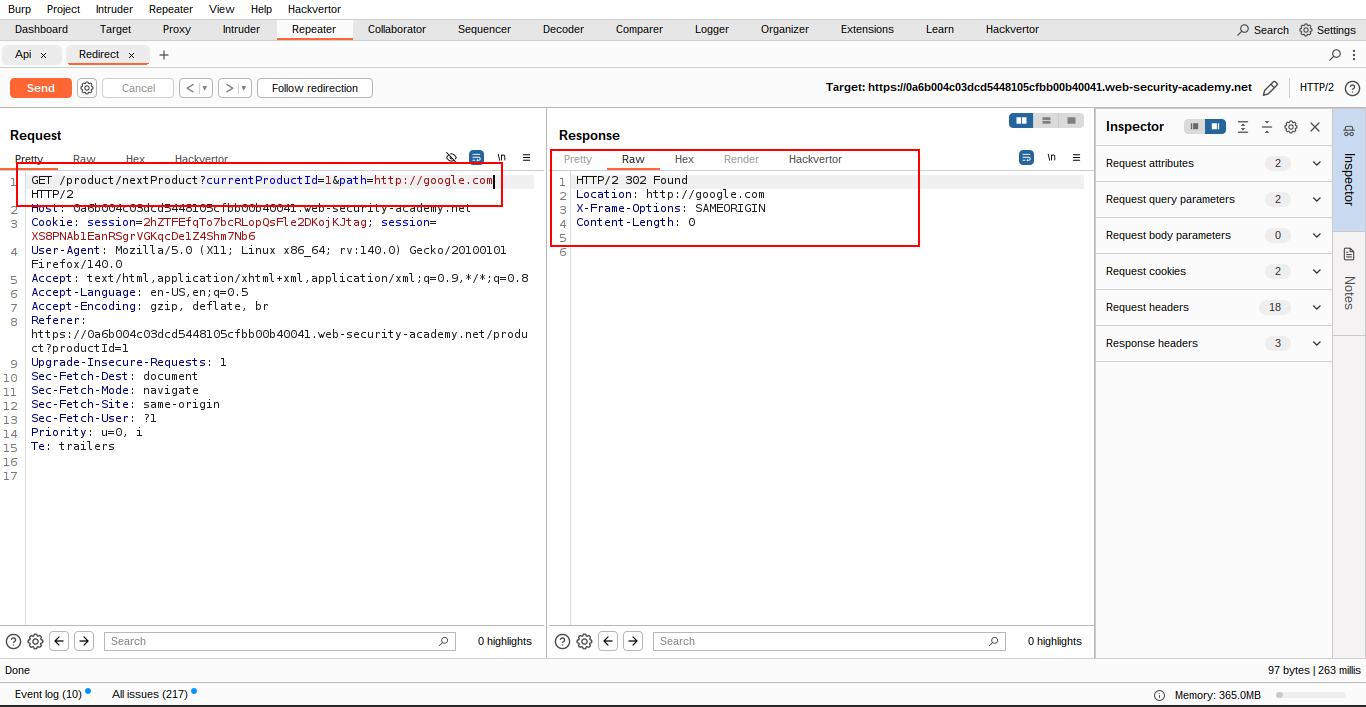 Burp Project Intruder Repeater View Help Hackvertor
Dashboard Target Proxy Intruder Repeater Collaborator Sequencer Decoder Comparer Logger Organizer Extensions Learn Hackvertor Search Settings
Api × Redirect × +
Send Cancel < > Follow redirection Target: https://0a6b004c03dcd5448105cfbb00b40041.web-security-academy.net HTTP/2 ?
Request
Pretty Raw Hex Hackvertor \n
1 GET /product/nextProduct?currentProductId=1&path=http://google.com
HTTP/2
2 Host: 0a6b004c03dcd5448105cfbb00b40041.web-security-academy.net
3 Cookie: session=2hZTFEfqTo7bcRLopQsFle2DKojKJtag; session=
XS8PNAb1EanRSgrVGKqcDe1Z4Shm7Nb6
4 User-Agent: Mozilla/5.0 (X11; Linux x86_64; rv:140.0) Gecko/20100101
Firefox/140.0
5 Accept: text/html,application/xhtml+xml,application/xml;q=0.9,*/*;q=0.8
6 Accept-Language: en-US,en;q=0.5
7 Accept-Encoding: gzip, deflate, br
8 Referer:
https://0a6b004c03dcd5448105cfbb00b40041.web-security-academy.net/produ
ct?productId=1
9 Upgrade-Insecure-Requests: 1
10 Sec-Fetch-Dest: document
11 Sec-Fetch-Mode: navigate
12 Sec-Fetch-Site: same-origin
13 Sec-Fetch-User: ?1
14 Priority: u=0, i
15 Te: trailers
16
17
? Search 0 highlights
Response
Pretty Raw Hex Render Hackvertor \n
1 HTTP/2 302 Found
2 Location: http://google.com
3 X-Frame-Options: SAMEORIGIN
4 Content-Length: 0
5
6
? Search 0 highlights
Inspector
Request attributes 2
Request query parameters 2
Request body parameters 0
Request cookies 2
Request headers 18
Response headers 3
Inspector
Notes
Done 97 bytes | 263 millis
Event log (10) All issues (217) Memory: 365.0MB